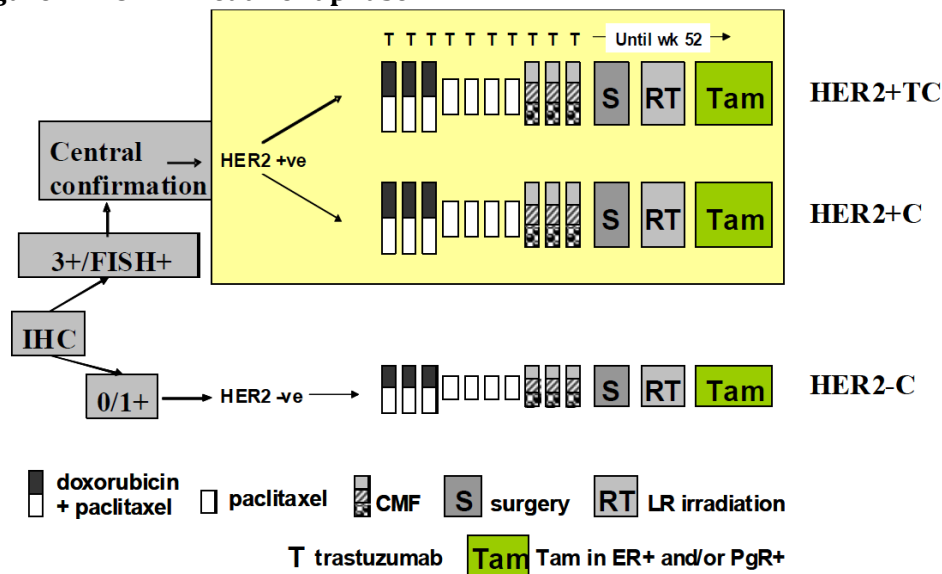 T T T T T T T T T
Until wk 52
S RT Tam
HER2+TC
Central
confirmation
HER2 +ve
S RT Tam
HER2+C
3+/FISH+
IHC
0/1+
HER2 -ve
S RT Tam
HER2-C
doxorubicin
+ paclitaxel
paclitaxel
CMF
S surgery
RT LR irradiation
T trastuzumab
Tam Tam in ER+ and/or PgR+